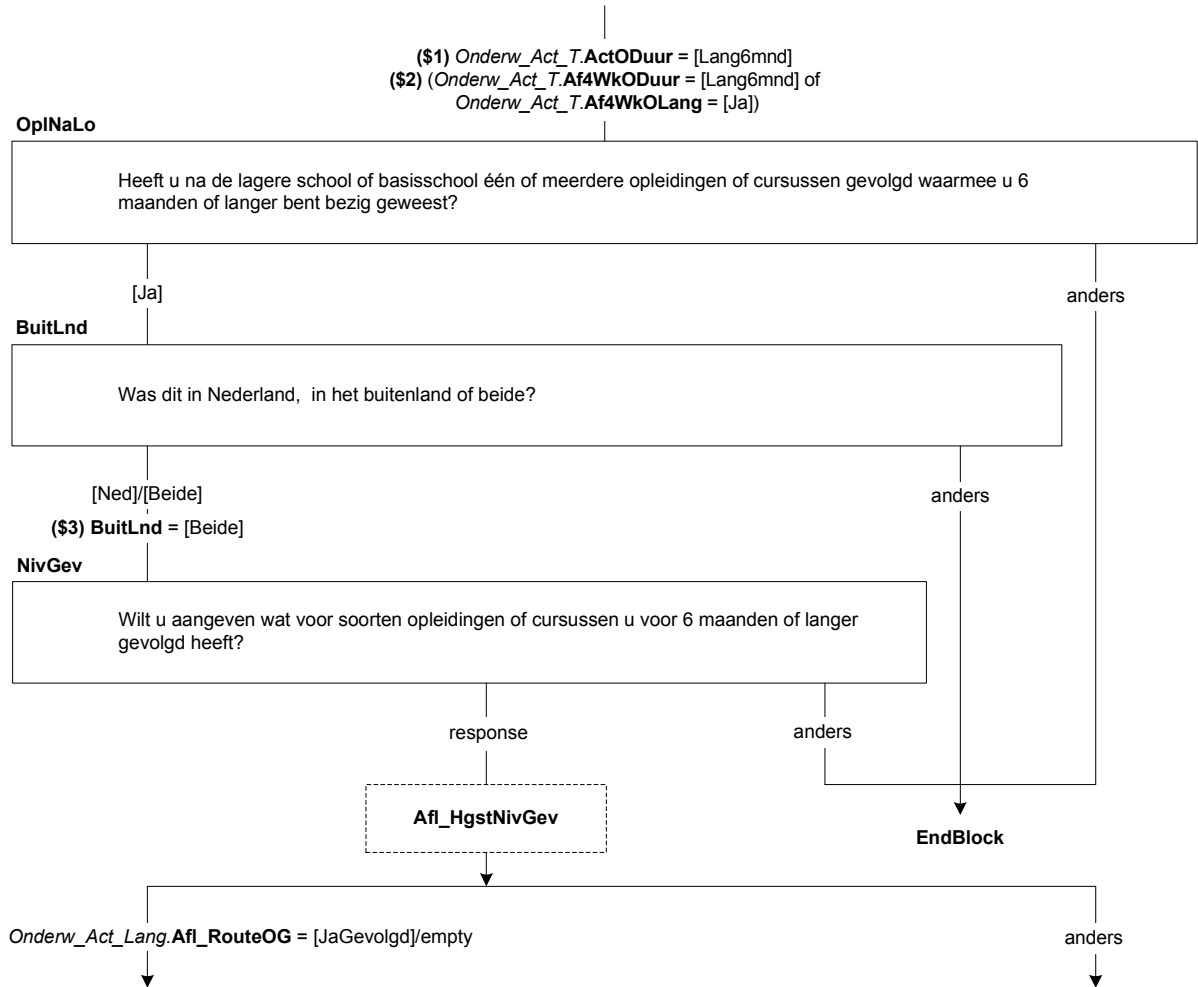 ($1) Onderw_Act_T.ActODuur = [Lang6mnd]
($2) (Onderw_Act_T.Af4WkODuur = [Lang6mnd] of
Onderw_Act_T.Af4WkOLang = [Ja])
OplNaLo
Heeft u na de lagere school of basisschool één of meerdere opleidingen of cursussen gevolgd waarmee u 6
maanden of langer bent bezig geweest?
[Ja]
anders
BuitLnd
Was dit in Nederland, in het buitenland of beide?
[Ned]/[Beide]
anders
($3) BuitLnd = [Beide]
NivGev
Wilt u aangeven wat voor soorten opleidingen of cursussen u voor 6 maanden of langer
gevolgd heeft?
response
anders
Afl_HgstNivGev
EndBlock
Onderw_Act_Lang.Afl_RouteOG = [JaGevolgd]/empty
anders